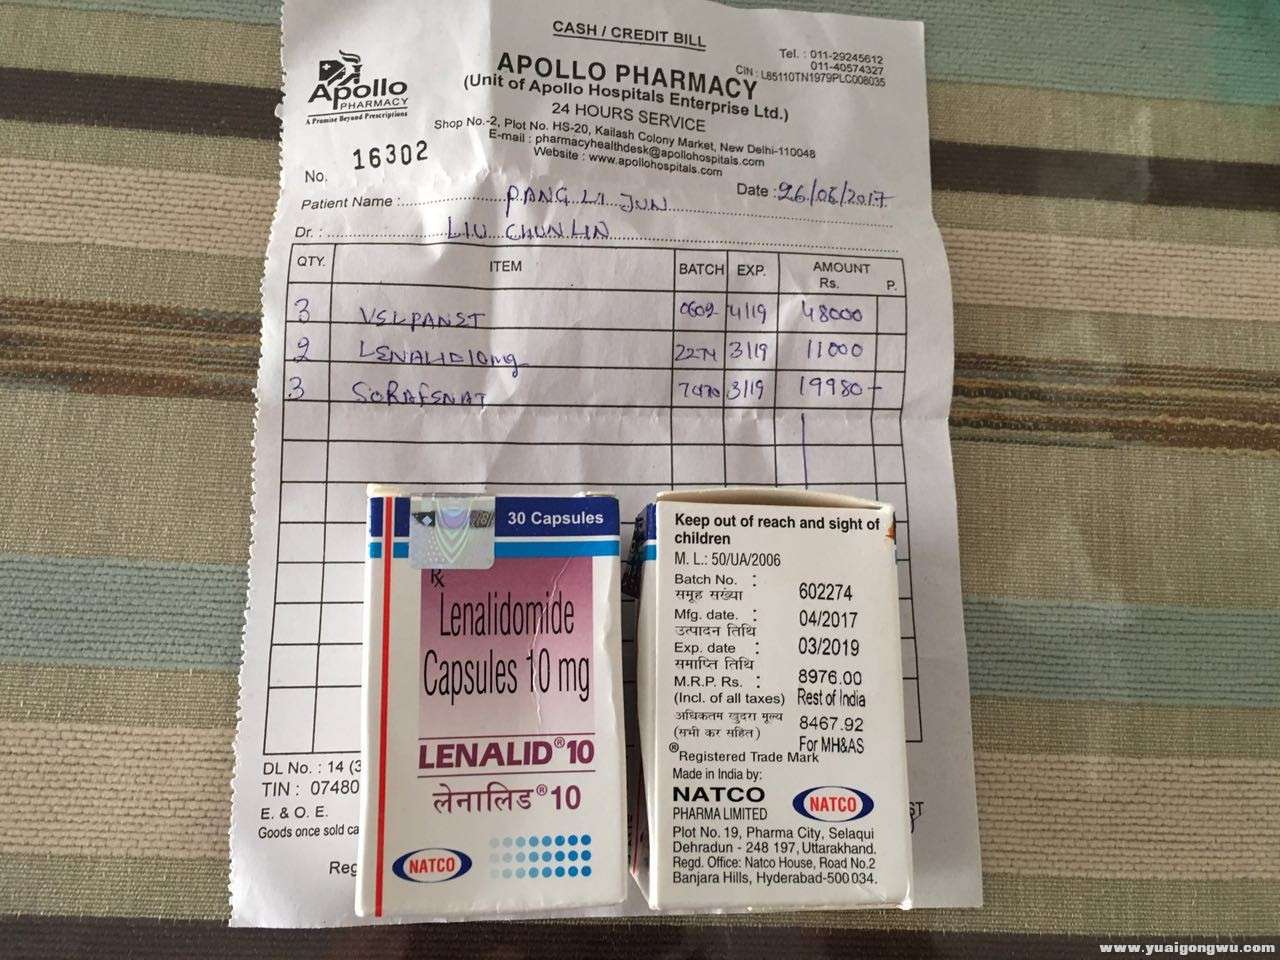 CASH / CREDIT BILL
Apollo
PHARMACY
A Promise Beyond Prescriptions
APOLLO PHARMACY
(Unit of Apollo Hospitals Enterprise Ltd.)
24 HOURS SERVICE
Tel. : 011-29245612
011-40574327
CIN : L85110TN1979PLC008035
Shop No.-2, Plot No. HS-20, Kailash Colony Market, New Delhi-110048
E-mail : pharmacyhealthdesk@apollohospitals.com
Website : www.apollohospitals.com
No. 16302
Date : 26/06/2017
Patient Name : PANG LI JUN
Dr. : LIU CHUNLIN
QTY. ITEM BATCH EXP. AMOUNT
Rs. P.
3 VELPANAT 0609 4/19 48000
2 LENALID10mg 2274 3/19 11000
3 SORAFENAT 3/19 19980
DL No. : 14 (3
TIN : 07480
E. & O. E.
Goods once sold ca
Reg
ST
30 Capsules
Rx
Lenalidomide
Capsules 10 mg
LENALID® 10
लेनालिड® 10
NATCO
Keep out of reach and sight of
children
M. L.: 50/UA/2006
Batch No. :
समूह संख्या 602274
Mfg. date. : 04/2017
उत्पादन तिथि
Exp. date : 03/2019
समाप्ति तिथि
M.R.P. Rs. : 8976.00
(Incl. of all taxes) Rest of India
अधिकतम खुदरा मूल्य 8467.92
(सभी कर सहित) For MH&AS
®Registered Trade Mark
Made in India by:
NATCO
PHARMA LIMITED
NATCO
Plot No. 19, Pharma City, Selaqui
Dehradun - 248 197, Uttarakhand.
Regd. Office: Natco House, Road No.2
Banjara Hills, Hyderabad-500 034.
www.yuaigongwu.com